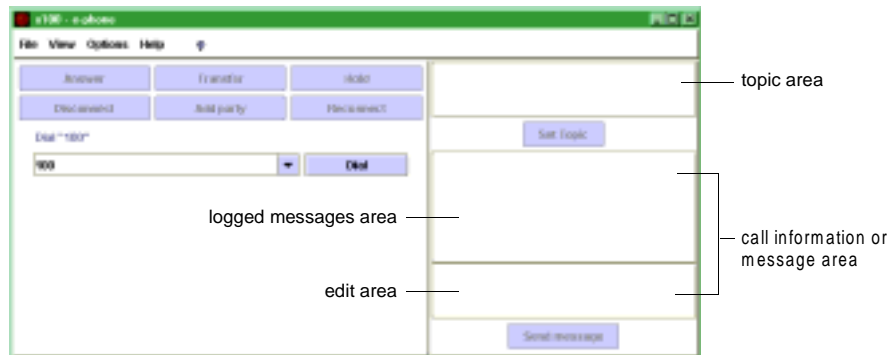 x100 - e-phone
File View Options Help
Answer Transfer Hold
Disconnect Add party Reconnect
Dial "100"
100 Dial
topic area
Set Topic
logged messages area
call information or
message area
edit area
Send message